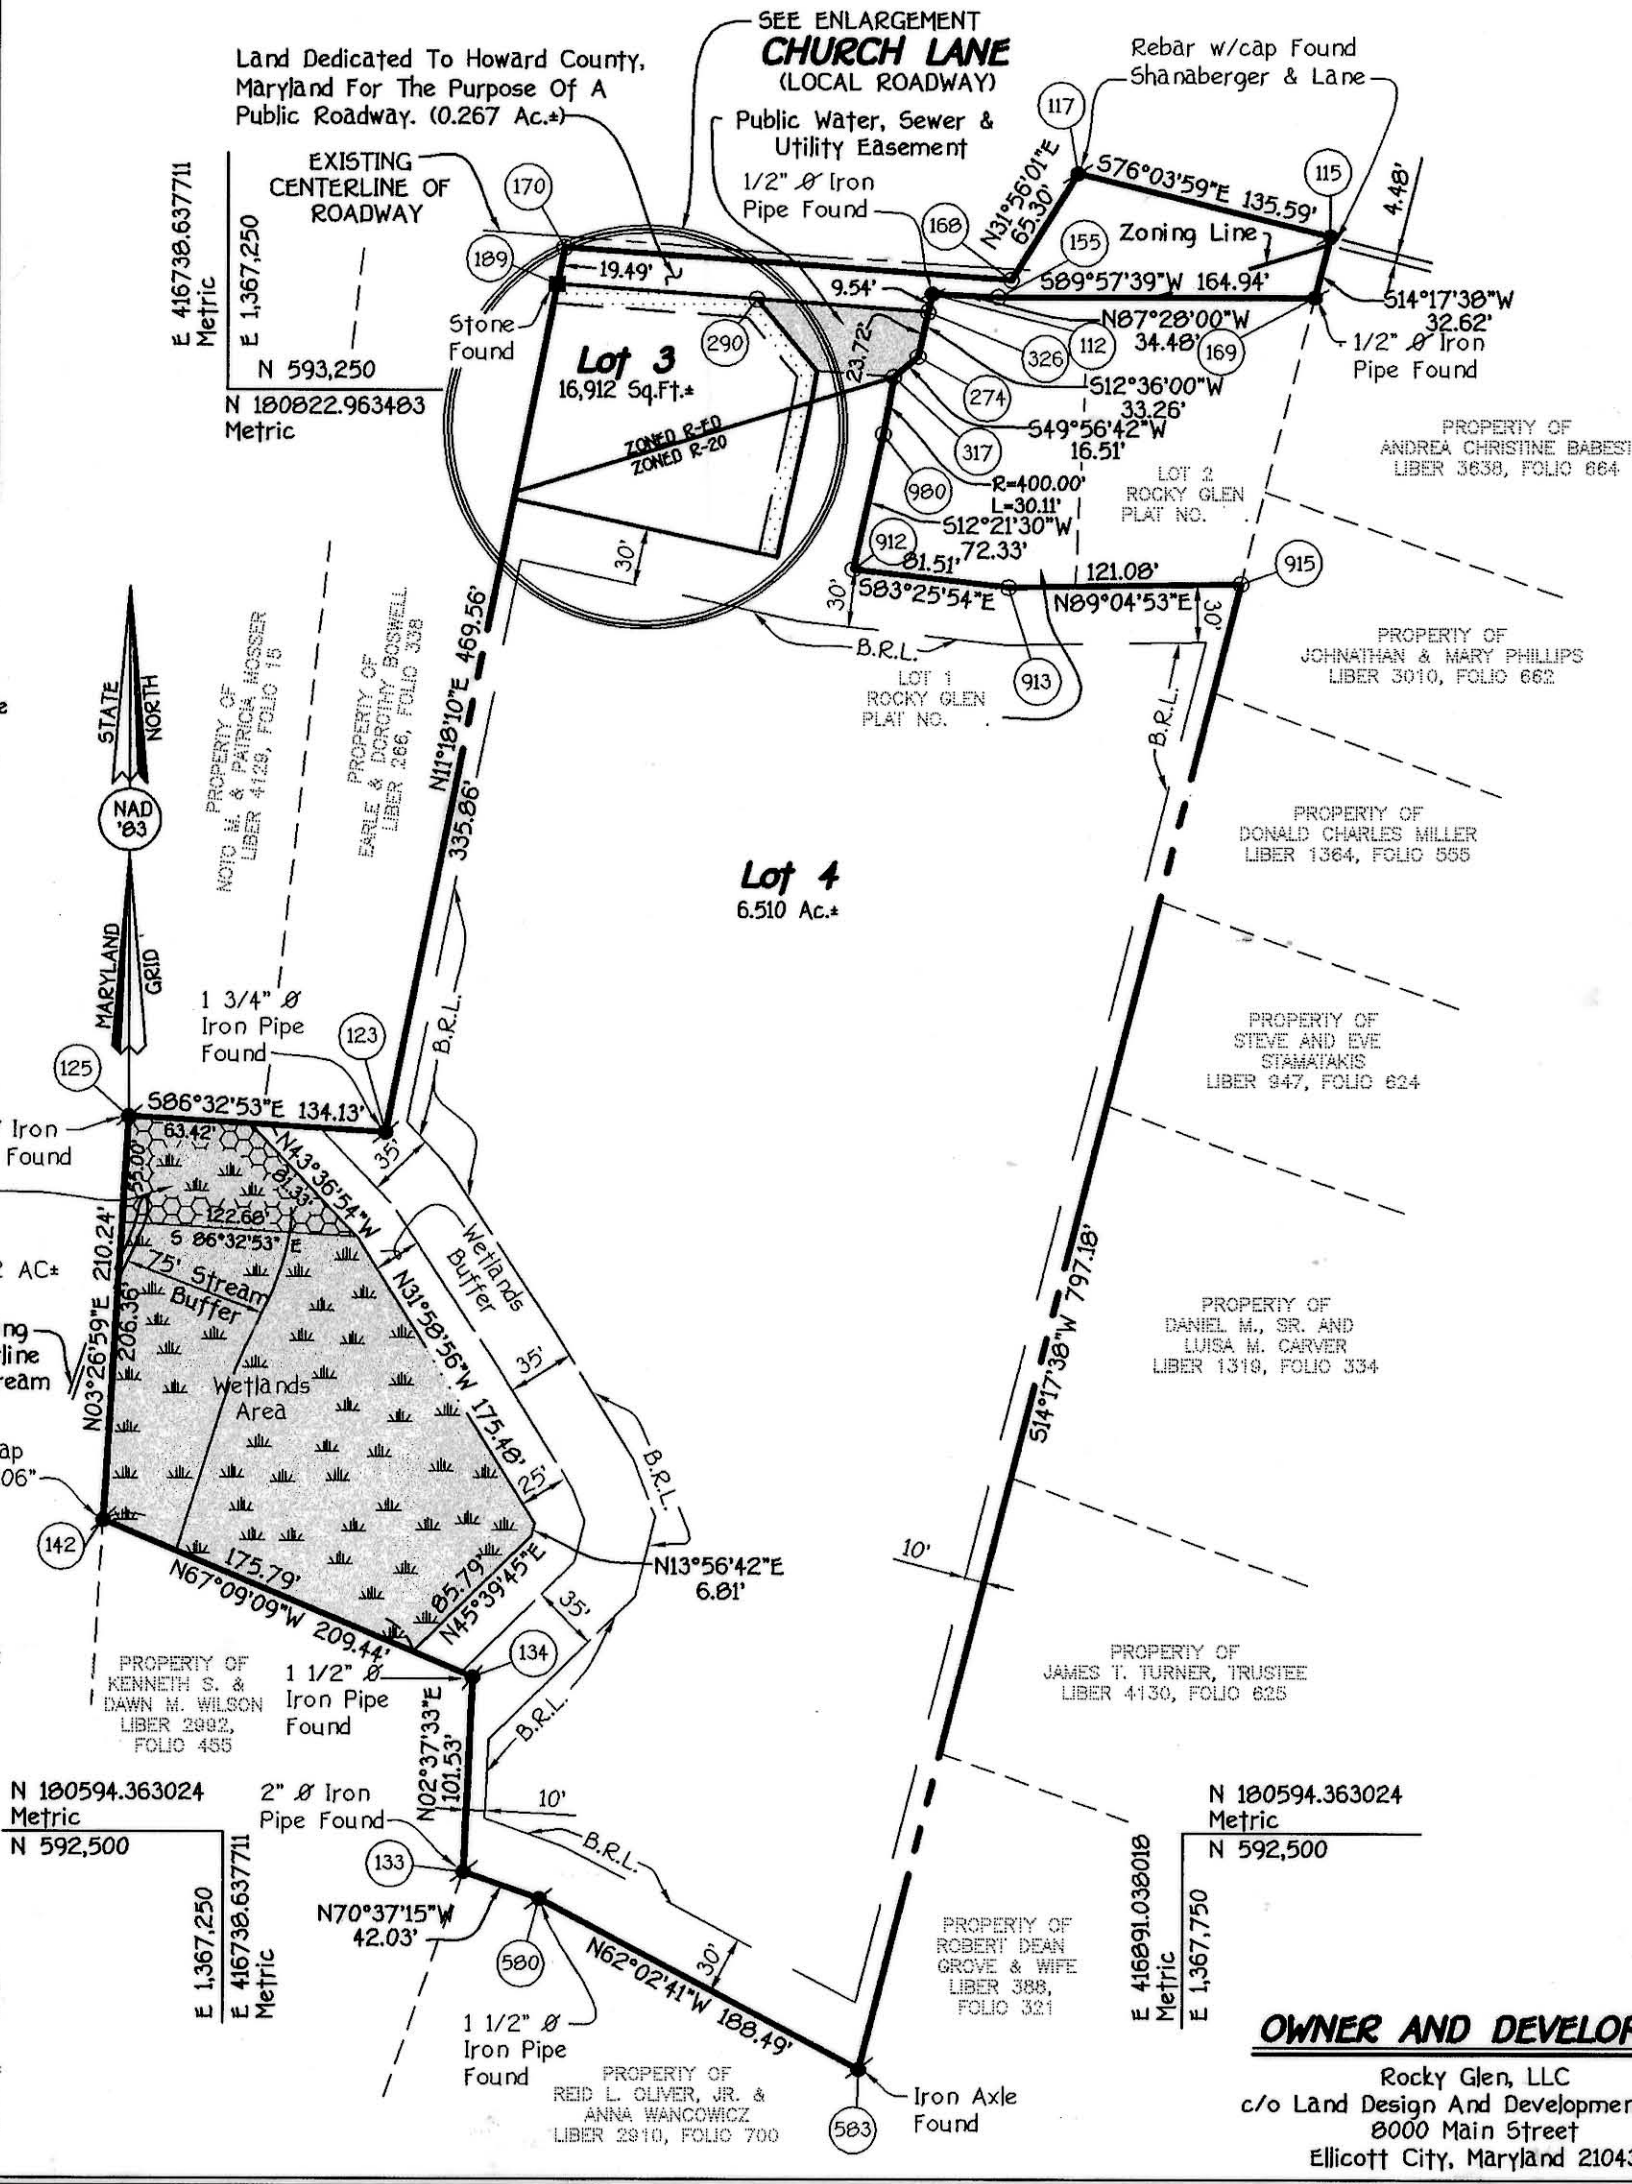 SEE ENLARGEMENT
CHURCH LANE
(LOCAL ROADWAY)
Land Dedicated To Howard County,
Maryland For The Purpose Of A
Public Roadway. (0.267 Ac.±)
Rebar w/cap Found
Shanaberger & Lane
Public Water, Sewer &
Utility Easement
EXISTING
CENTERLINE OF
ROADWAY
1/2" Ø Iron
Pipe Found
E 416738.637711
Metric
E 1,367,250
N 593,250
N 180822.963483
Metric
170
189
117
115
168
155
N31°56'01"E
65.30'
S76°03'59"E 135.59'
4.48'
Zoning Line
19.49'
9.54'
S89°57'39"W 164.94'
S14°17'38"W
32.62'
N87°28'00"W
34.48'
Stone
Found
290
Lot 3
16,912 Sq.Ft.±
23.72'
326
112
169
1/2" Ø Iron
Pipe Found
S12°36'00"W
33.26'
274
S49°56'42"W
16.51'
317
ZONED R-ED
ZONED R-20
980
R=400.00'
L=30.11'
S12°21'30"W
72.33'
LOT 2
ROCKY GLEN
PLAT NO.
PROPERTY OF
ANDREA CHRISTINE BABEST
LIBER 3638, FOLIO 664
912
81.51'
S83°25'54"E
121.08'
N89°04'53"E
915
30'
30'
30'
B.R.L.
913
LOT 1
ROCKY GLEN
PLAT NO.
B.R.L.
PROPERTY OF
JOHNATHAN & MARY PHILLIPS
LIBER 3010, FOLIO 662
STATE
NORTH
NAD
'83
MARYLAND
GRID
PROPERTY OF
NOTO M. & PATRICIA MOSSER
LIBER 4129, FOLIO 15
PROPERTY OF
EARLE & DOROTHY BOSWELL
LIBER 266, FOLIO 338
N11°18'10"E 469.56'
335.86'
PROPERTY OF
DONALD CHARLES MILLER
LIBER 1364, FOLIO 555
Lot 4
6.510 Ac.±
1 3/4" Ø
Iron Pipe
Found
123
B.R.L.
PROPERTY OF
STEVE AND EVE
STAMATAKIS
LIBER 947, FOLIO 624
125
S86°32'53"E 134.13'
Iron
Found
63.42'
55.00'
N43°36'54"W
81.33'
35'
122.68'
S 86°32'53" E
75' Stream
Buffer
AC±
N03°26'59"E 210.24'
206.36'
Wetlands
Buffer
N31°58'56"W 175.48'
35'
25'
Wetlands
Area
B.R.L.
S14°17'38"W 797.18'
PROPERTY OF
DANIEL M., SR. AND
LUISA M. CARVER
LIBER 1319, FOLIO 334
142
175.79'
N67°09'09"W 209.44'
85.79'
N45°39'45"E
N13°56'42"E
6.81'
35'
10'
134
PROPERTY OF
KENNETH S. &
DAWN M. WILSON
LIBER 2992,
FOLIO 455
1 1/2" Ø
Iron Pipe
Found
N02°37'33"E
101.53'
B.R.L.
PROPERTY OF
JAMES T. TURNER, TRUSTEE
LIBER 4130, FOLIO 625
N 180594.363024
Metric
N 592,500
2" Ø Iron
Pipe Found
10'
B.R.L.
133
E 1,367,250
E 416738.637711
Metric
N70°37'15"W
42.03'
580
N62°02'41"W 188.49'
30'
1 1/2" Ø
Iron Pipe
Found
PROPERTY OF
REID L. OLIVER, JR. &
ANNA WANCOWICZ
LIBER 2910, FOLIO 700
583
Iron Axle
Found
PROPERTY OF
ROBERT DEAN
GROVE & WIFE
LIBER 388,
FOLIO 321
N 180594.363024
Metric
N 592,500
E 416891.038018
Metric
E 1,367,750
OWNER AND DEVELOP
Rocky Glen, LLC
c/o Land Design And Developmen
8000 Main Street
Ellicott City, Maryland 21043